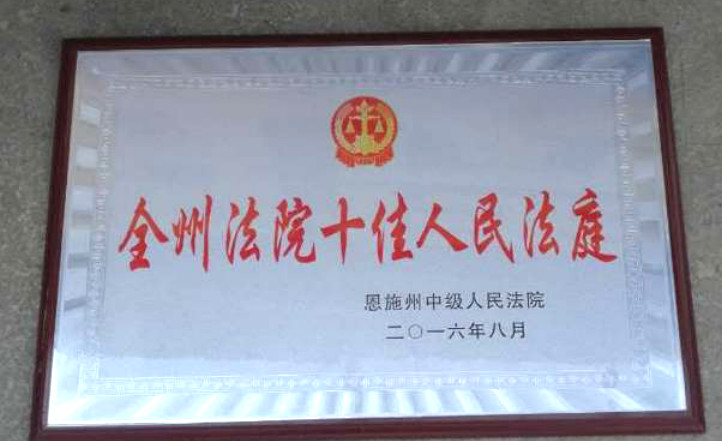 全州法院十佳人民法庭
恩施州中级人民法院
二〇一六年八月